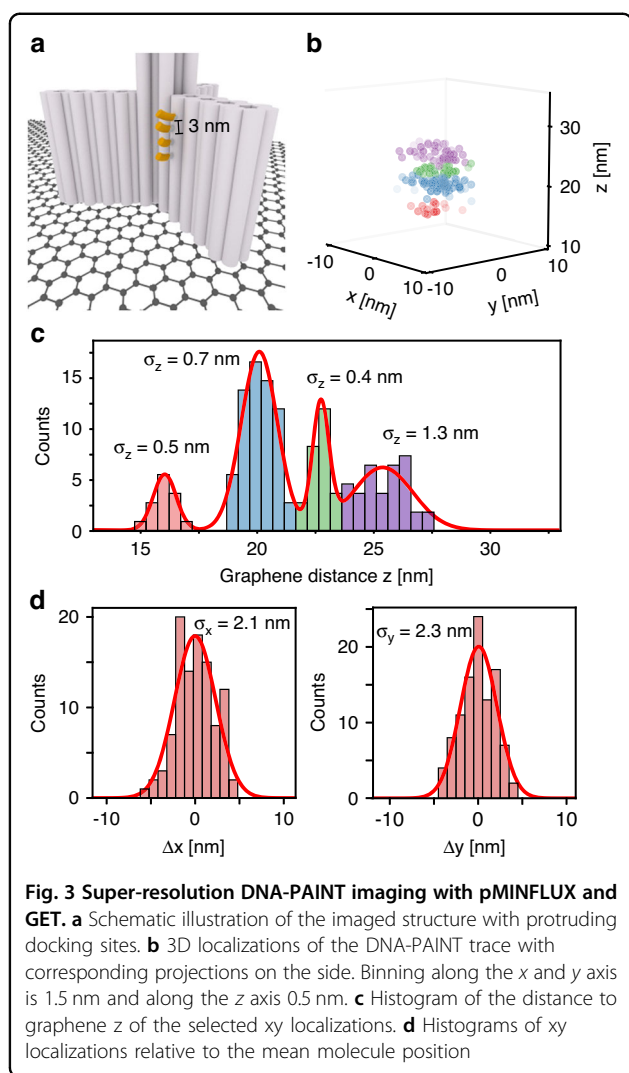 a
3 nm
b
30
20
10
z [nm]
-10
0
10
x [nm]
-10
0
10
y [nm]
c
σz = 0.7 nm
σz = 0.4 nm
σz = 0.5 nm
σz = 1.3 nm
15
10
5
0
Counts
15
20
25
30
Graphene distance z [nm]
d
σx = 2.1 nm
20
10
0
Counts
-10
0
10
Δx [nm]
σy = 2.3 nm
20
0
Counts
-10
0
10
Δy [nm]
Fig. 3 Super-resolution DNA-PAINT imaging with pMINFLUX and
GET. a Schematic illustration of the imaged structure with protruding
docking sites. b 3D localizations of the DNA-PAINT trace with
corresponding projections on the side. Binning along the x and y axis
is 1.5 nm and along the z axis 0.5 nm. c Histogram of the distance to
graphene z of the selected xy localizations. d Histograms of xy
localizations relative to the mean molecule position